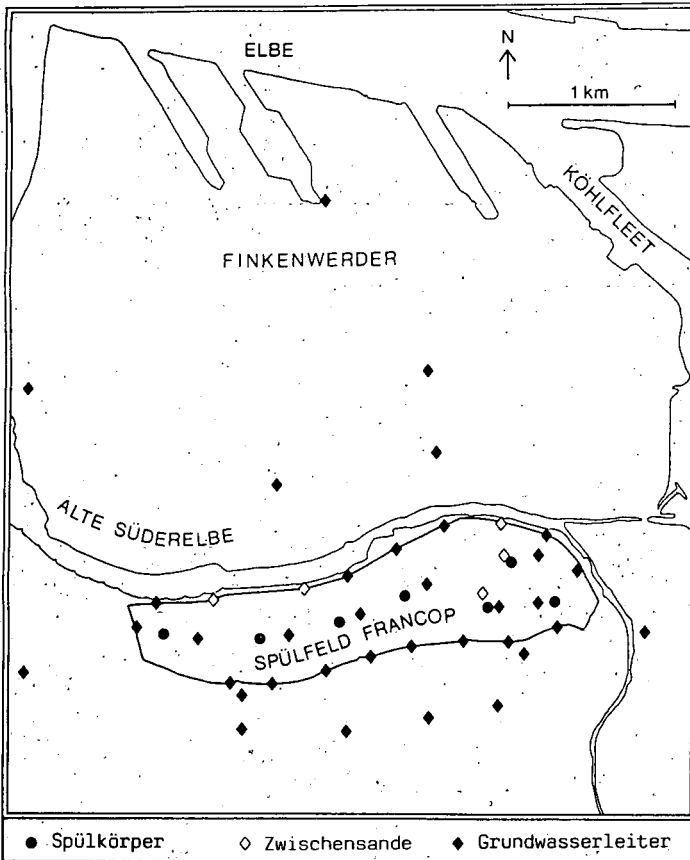 ELBE
N
1 km
KÖHLFLEET
FINKENWERDER
ALTE SÜDERELBE
SPÜLFELD FRANCOP
Spülkörper
Zwischensande
Grundwasserleiter